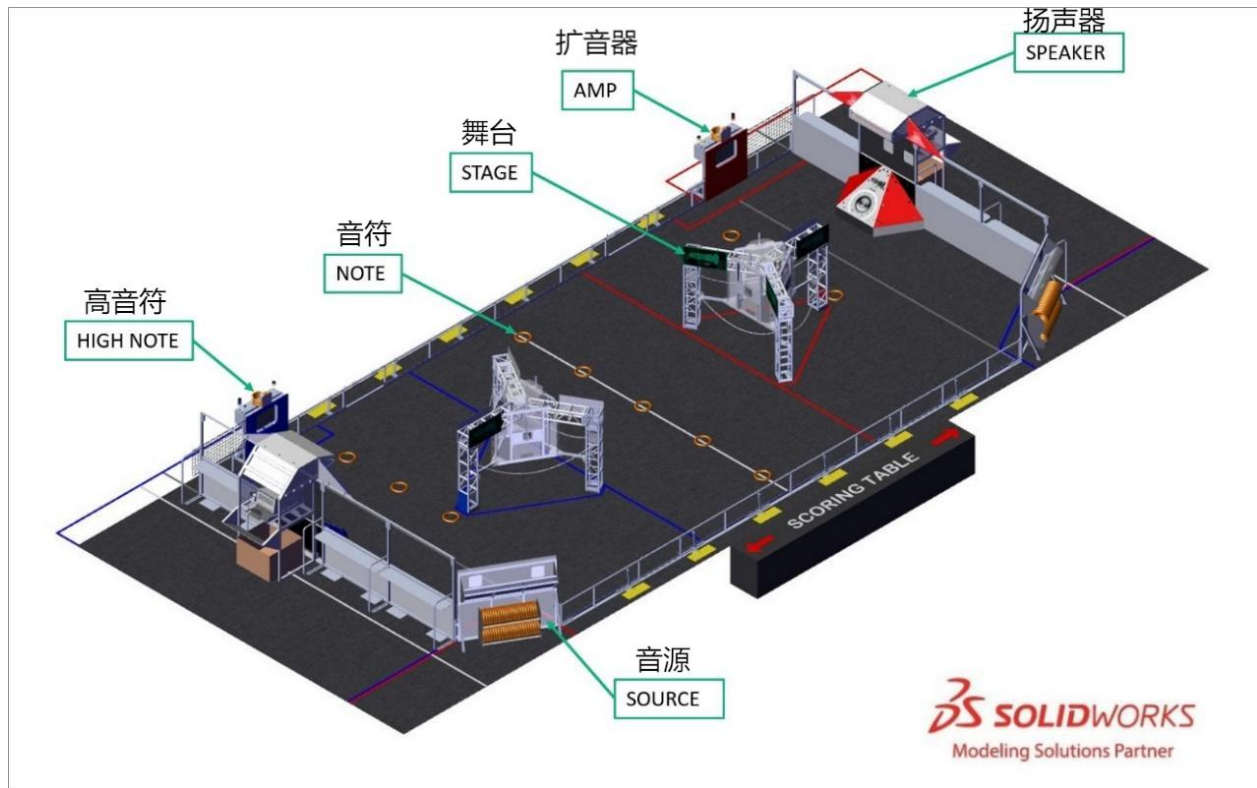 扬声器
SPEAKER
扩音器
AMP
舞台
STAGE
音符
NOTE
高音符
HIGH NOTE
SCORING TABLE
音源
SOURCE
SOLIDWORKS
Modeling Solutions Partner